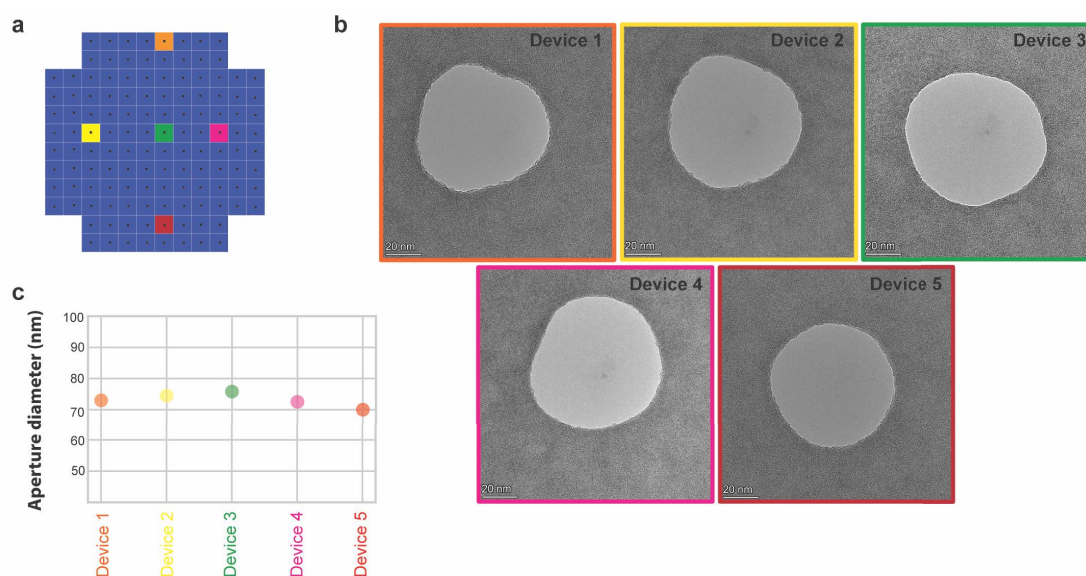 a
b
Device 1
20 nm
Device 2
20 nm
Device 3
20 nm
Device 4
20 nm
Device 5
20 nm
c
Aperture diameter (nm)
100
90
80
70
60
50
Device 1
Device 2
Device 3
Device 4
Device 5